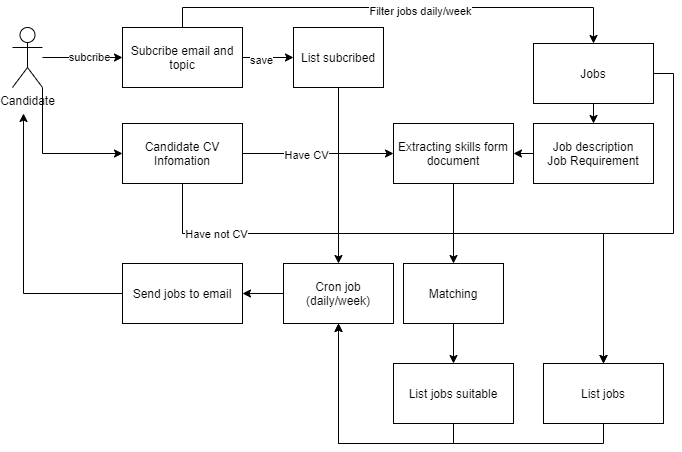 Filter jobs daily/week
subcribe
Subcribe email and
topic
save
List subcribed
Jobs
Candidate
Candidate CV
Infomation
Have CV
Extracting skills form
document
Job description
Job Requirement
Have not CV
Send jobs to email
Cron job
(daily/week)
Matching
List jobs suitable
List jobs